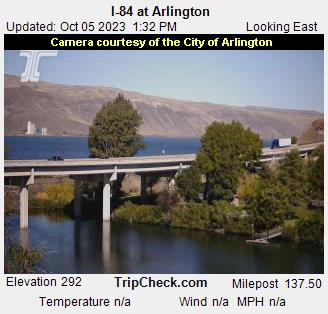 I-84 at Arlington
Updated: Oct 05 2023 1:32 PM Looking East
Camera courtesy of the City of Arlington
Elevation 292 TripCheck.com Milepost 137.50
Temperature n/a Wind n/a MPH n/a